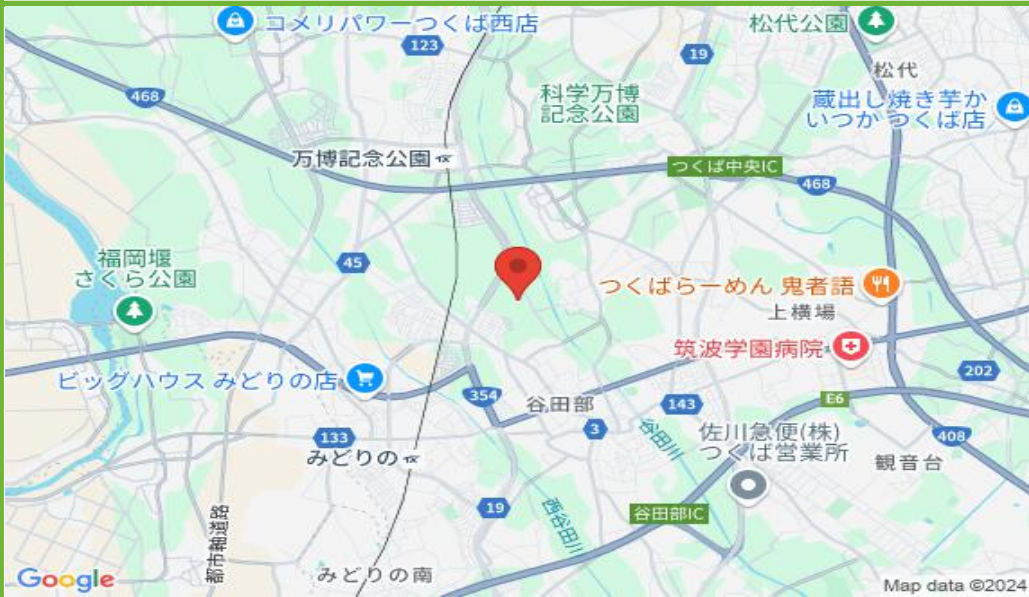 コメリパワーつくば西店
松代公園
123
19
松代
468
科学万博
記念公園
蔵出し焼き芋か
いつか つくば店
万博記念公園
つくば中央IC
468
福岡堰
さくら公園
45
つくばらーめん 鬼者語
上横場
筑波学園病院
ビッグハウス みどりの店
202
354
谷田部
143
E6
133
3
谷田川
佐川急便(株)
つくば営業所
408
みどりの
観音台
19
西谷田川
谷田部IC
都市軸道路
みどりの南
Google
Map data ©2024